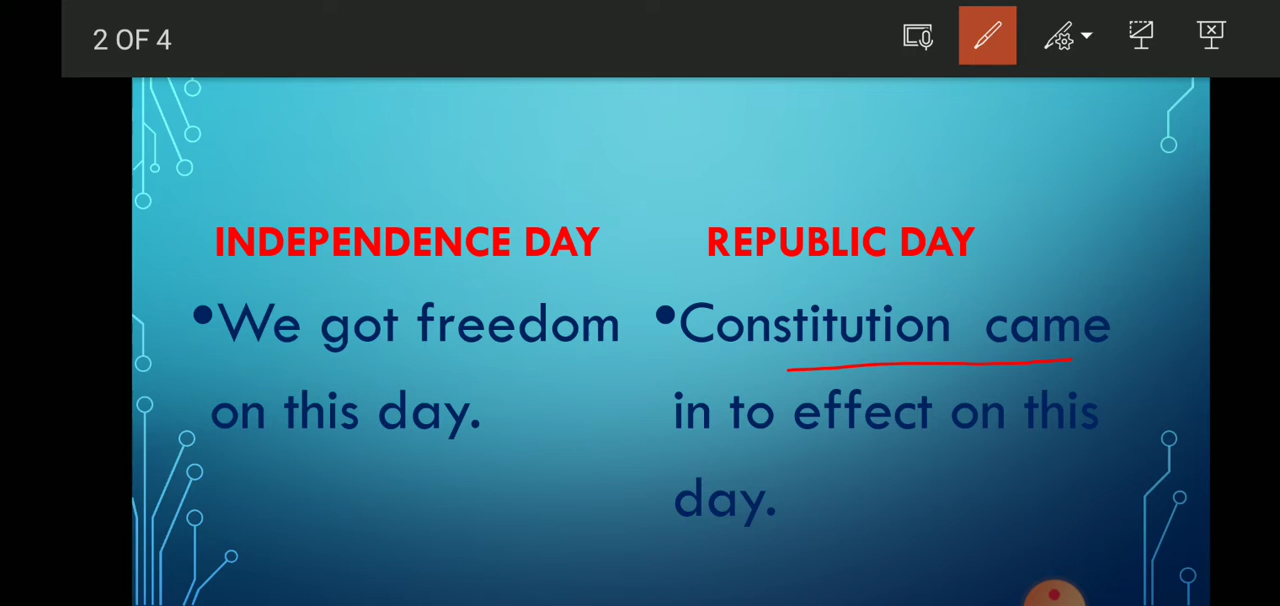 2 OF 4
INDEPENDENCE DAY
•We got freedom
on this day.
REPUBLIC DAY
•Constitution came
in to effect on this
day.